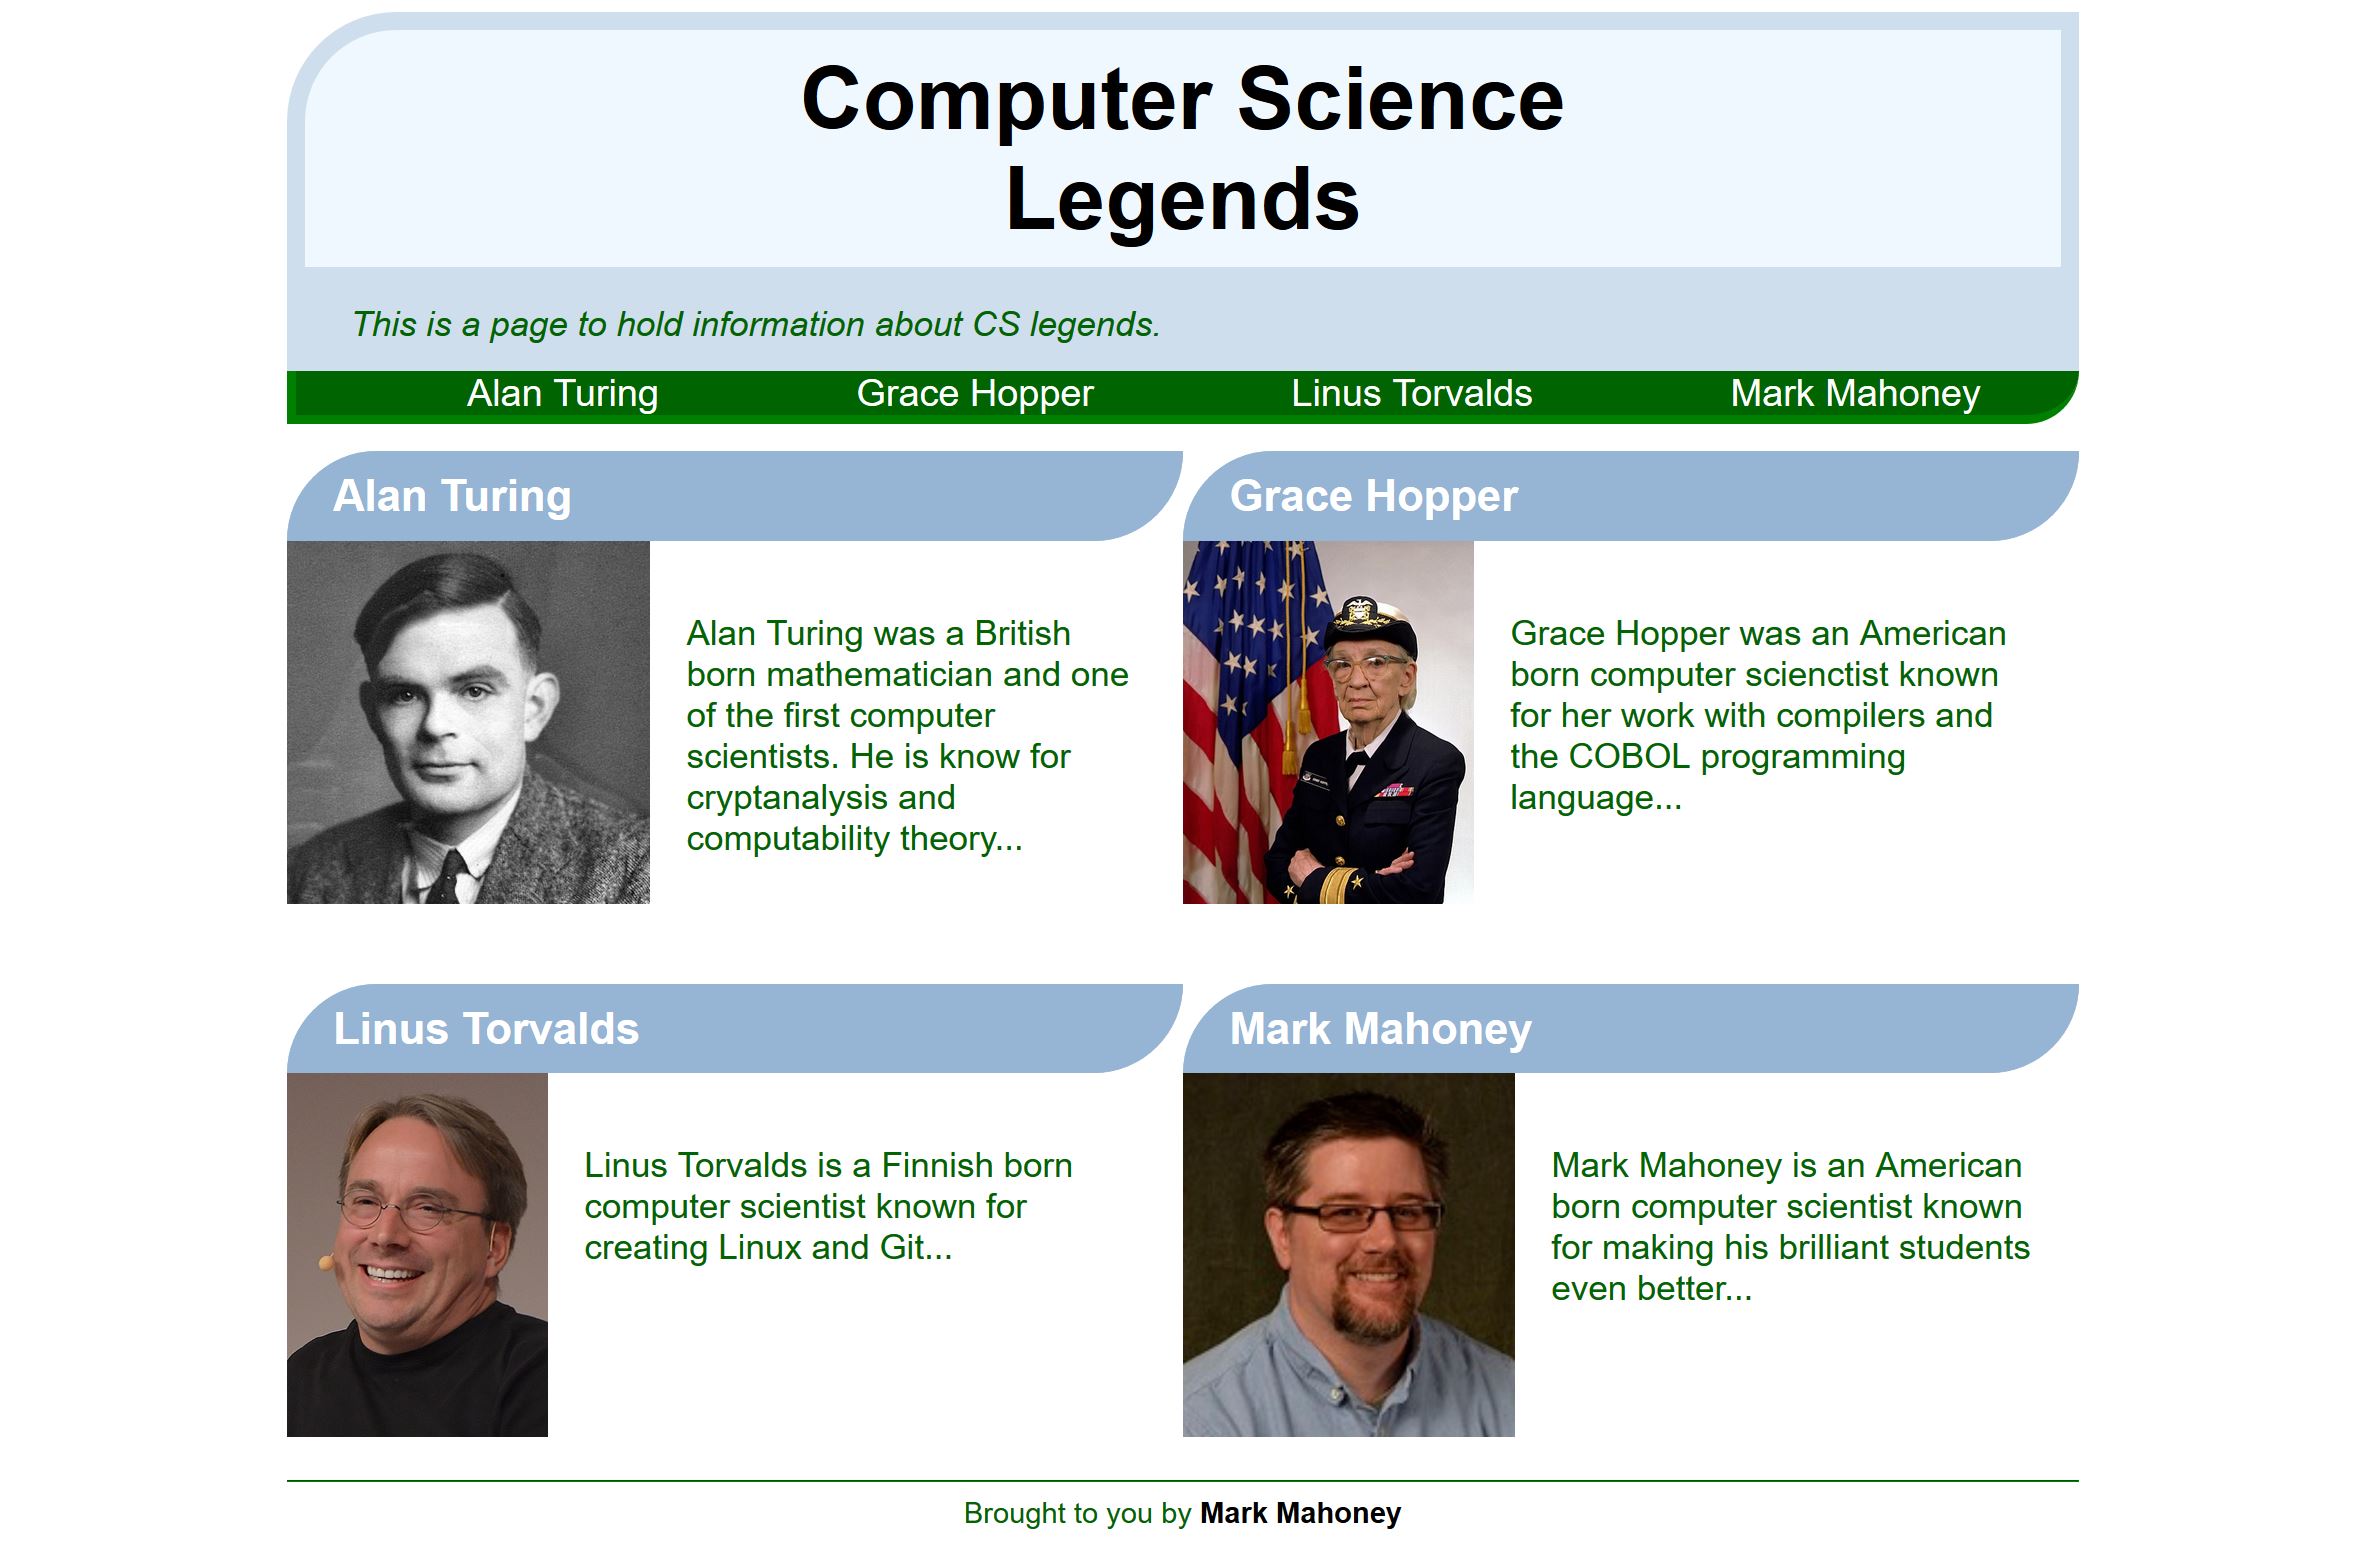 Computer Science
Legends
This is a page to hold information about CS legends.
Alan Turing Grace Hopper Linus Torvalds Mark Mahoney
Alan Turing
Alan Turing was a British
born mathematician and one
of the first computer
scientists. He is know for
cryptanalysis and
computability theory...
Grace Hopper
Grace Hopper was an American
born computer scienctist known
for her work with compilers and
the COBOL programming
language...
Linus Torvalds
Linus Torvalds is a Finnish born
computer scientist known for
creating Linux and Git...
Mark Mahoney
Mark Mahoney is an American
born computer scientist known
for making his brilliant students
even better...
Brought to you by Mark Mahoney